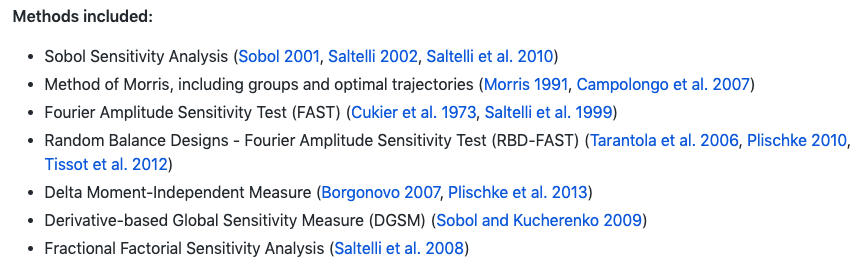 Methods included:
• Sobol Sensitivity Analysis (Sobol 2001, Saltelli 2002, Saltelli et al. 2010)
• Method of Morris, including groups and optimal trajectories (Morris 1991, Campolongo et al. 2007)
• Fourier Amplitude Sensitivity Test (FAST) (Cukier et al. 1973, Saltelli et al. 1999)
• Random Balance Designs - Fourier Amplitude Sensitivity Test (RBD-FAST) (Tarantola et al. 2006, Plischke 2010,
Tissot et al. 2012)
• Delta Moment-Independent Measure (Borgonovo 2007, Plischke et al. 2013)
• Derivative-based Global Sensitivity Measure (DGSM) (Sobol and Kucherenko 2009)
• Fractional Factorial Sensitivity Analysis (Saltelli et al. 2008)